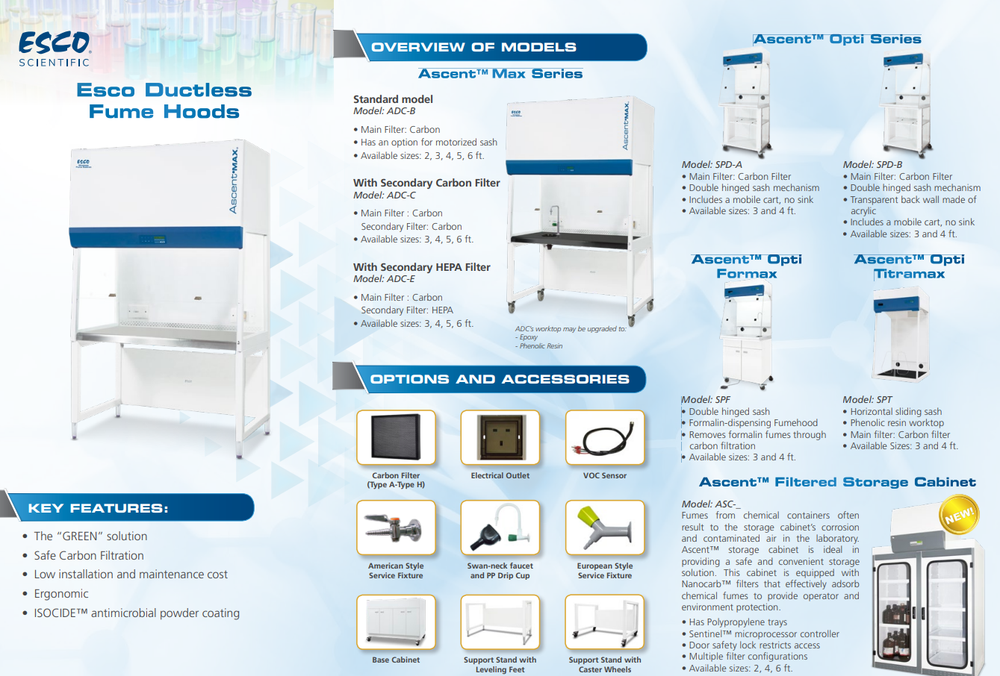 ESCO
SCIENTIFIC
Esco Ductless
Fume Hoods
ESCO
Ascent MAX.
KEY FEATURES:
• The “GREEN” solution
• Safe Carbon Filtration
• Low installation and maintenance cost
• Ergonomic
• ISOCIDE™ antimicrobial powder coating
OVERVIEW OF MODELS
Ascent™ Max Series
Standard model
Model: ADC-B
• Main Filter: Carbon
• Has an option for motorized sash
• Available sizes: 2, 3, 4, 5, 6 ft.
With Secondary Carbon Filter
Model: ADC-C
• Main Filter : Carbon
Secondary Filter: Carbon
• Available sizes: 3, 4, 5, 6 ft.
With Secondary HEPA Filter
Model: ADC-E
• Main Filter : Carbon
Secondary Filter: HEPA
• Available sizes: 3, 4, 5, 6 ft.
ESCO
Ascent MAX.
ADC's worktop may be upgraded to:
- Epoxy
- Phenolic Resin
OPTIONS AND ACCESSORIES
Carbon Filter
(Type A-Type H)
Electrical Outlet
VOC Sensor
American Style
Service Fixture
Swan-neck faucet
and PP Drip Cup
European Style
Service Fixture
Base Cabinet
Support Stand with
Leveling Feet
Support Stand with
Caster Wheels
Ascent™ Opti Series
Model: SPD-A
• Main Filter: Carbon Filter
• Double hinged sash mechanism
• Includes a mobile cart, no sink
• Available sizes: 3 and 4 ft.
Model: SPD-B
• Main Filter: Carbon Filter
• Double hinged sash mechanism
• Transparent back wall made of
acrylic
• Includes a mobile cart, no sink
• Available sizes: 3 and 4 ft.
Ascent™ Opti
Formax
Model: SPF
• Double hinged sash
• Formalin-dispensing Fumehood
• Removes formalin fumes through
carbon filtration
• Available sizes: 3 and 4 ft.
Ascent™ Opti
Titramax
Model: SPT
• Horizontal sliding sash
• Phenolic resin worktop
• Main filter: Carbon filter
• Available Sizes: 3 and 4 ft.
Ascent™ Filtered Storage Cabinet
Model: ASC-_
Fumes from chemical containers often
result to the storage cabinet's corrosion
and contaminated air in the laboratory.
Ascent™ storage cabinet is ideal in
providing a safe and convenient storage
solution. This cabinet is equipped with
Nanocarb™ filters that effectively adsorb
chemical fumes to provide operator and
environment protection.
• Has Polypropylene trays
• Sentinel™ microprocessor controller
• Door safety lock restricts access
• Multiple filter configurations
• Available sizes: 2, 4, 6 ft.
NEW!